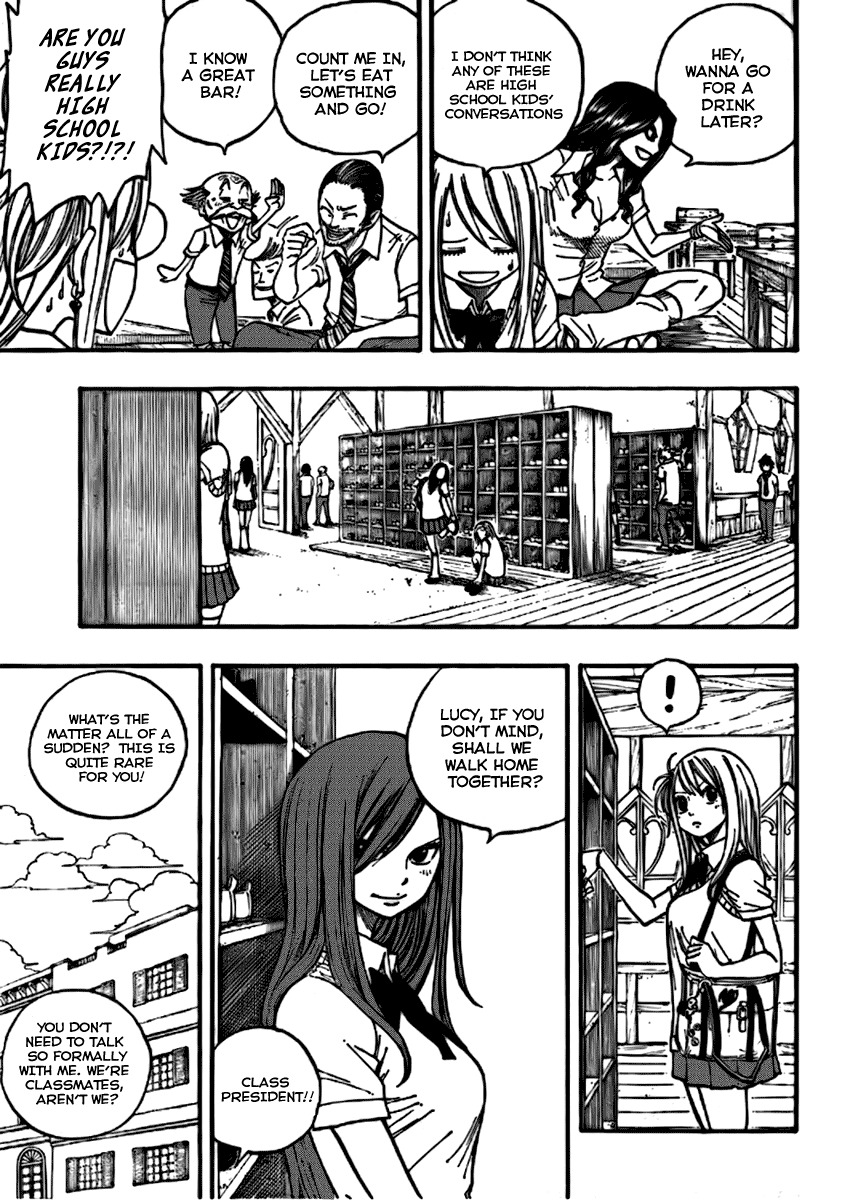 HEY,
WANNA GO
FOR A
DRINK
LATER?
I DON'T THINK
ANY OF THESE
ARE HIGH
SCHOOL KIDS'
CONVERSATIONS
COUNT ME IN,
LET'S EAT
SOMETHING
AND GO!
I KNOW
A GREAT
BAR!
ARE YOU
GUYS
REALLY
HIGH
SCHOOL
KIDS?!?!
!
LUCY, IF YOU
DON'T MIND,
SHALL WE
WALK HOME
TOGETHER?
CLASS
PRESIDENT!!
WHAT'S THE
MATTER ALL OF A
SUDDEN? THIS IS
QUITE RARE
FOR YOU!
YOU DON'T
NEED TO TALK
SO FORMALLY
WITH ME. WE'RE
CLASSMATES,
AREN'T WE?